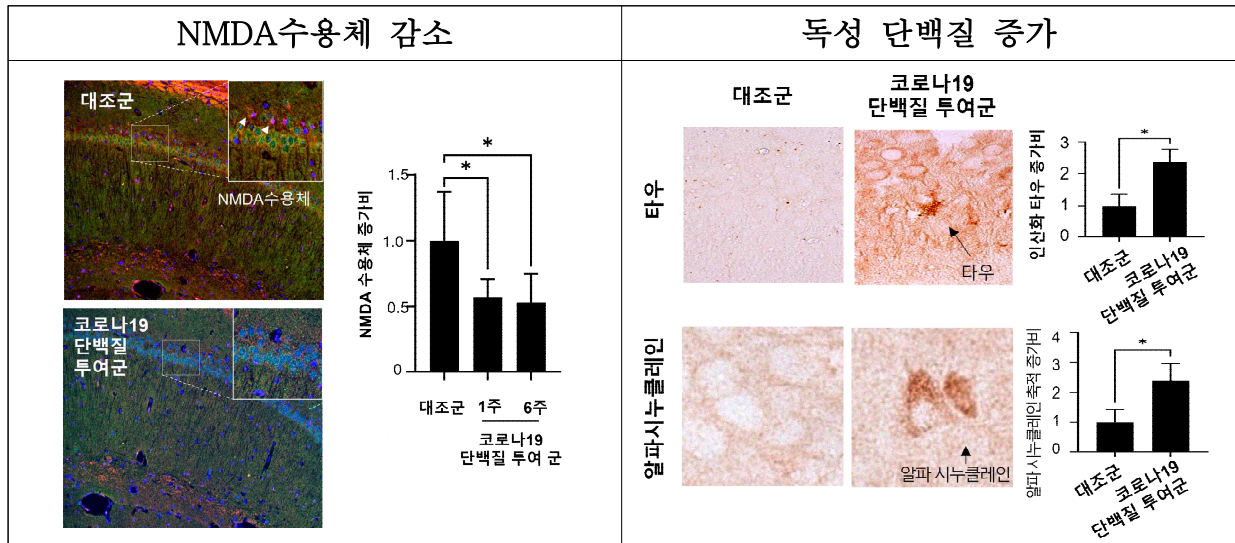 NMDA수용체 감소
대조군
NMDA수용체
코로나19
단백질
투여군
NMDA 수용체 증가비
1.5
1.0
0.5
0
*
*
대조군
1주
6주
코로나19
단백질 투여 군
독성 단백질 증가
대조군
코로나19
단백질 투여군
타우
타우
인산화 타우 증가비
3
2
1
0
*
대조군
코로나19
단백질 투여군
알파시누클레인
알파 시누클레인
알파 시누클레인 축적 증가비
4
3
2
1
0
*
대조군
코로나19
단백질 투여군